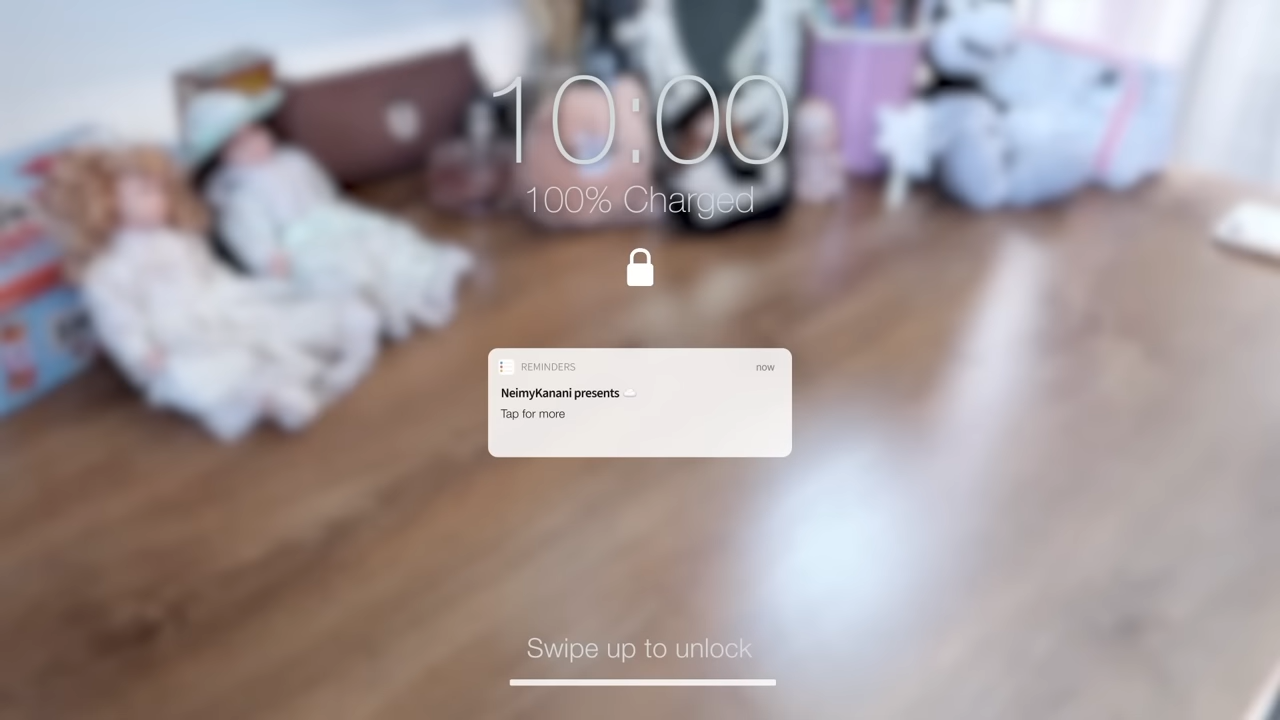 10:00
100% Charged
REMINDERS
now
NeimyKanani presents ☁️
Tap for more
Swipe up to unlock